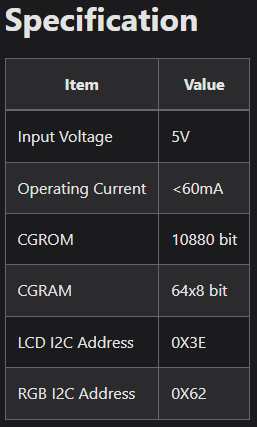 Specification
Item Value
Input Voltage 5V
Operating Current <60mA
CGROM 10880 bit
CGRAM 64x8 bit
LCD I2C Address 0X3E
RGB I2C Address 0X62